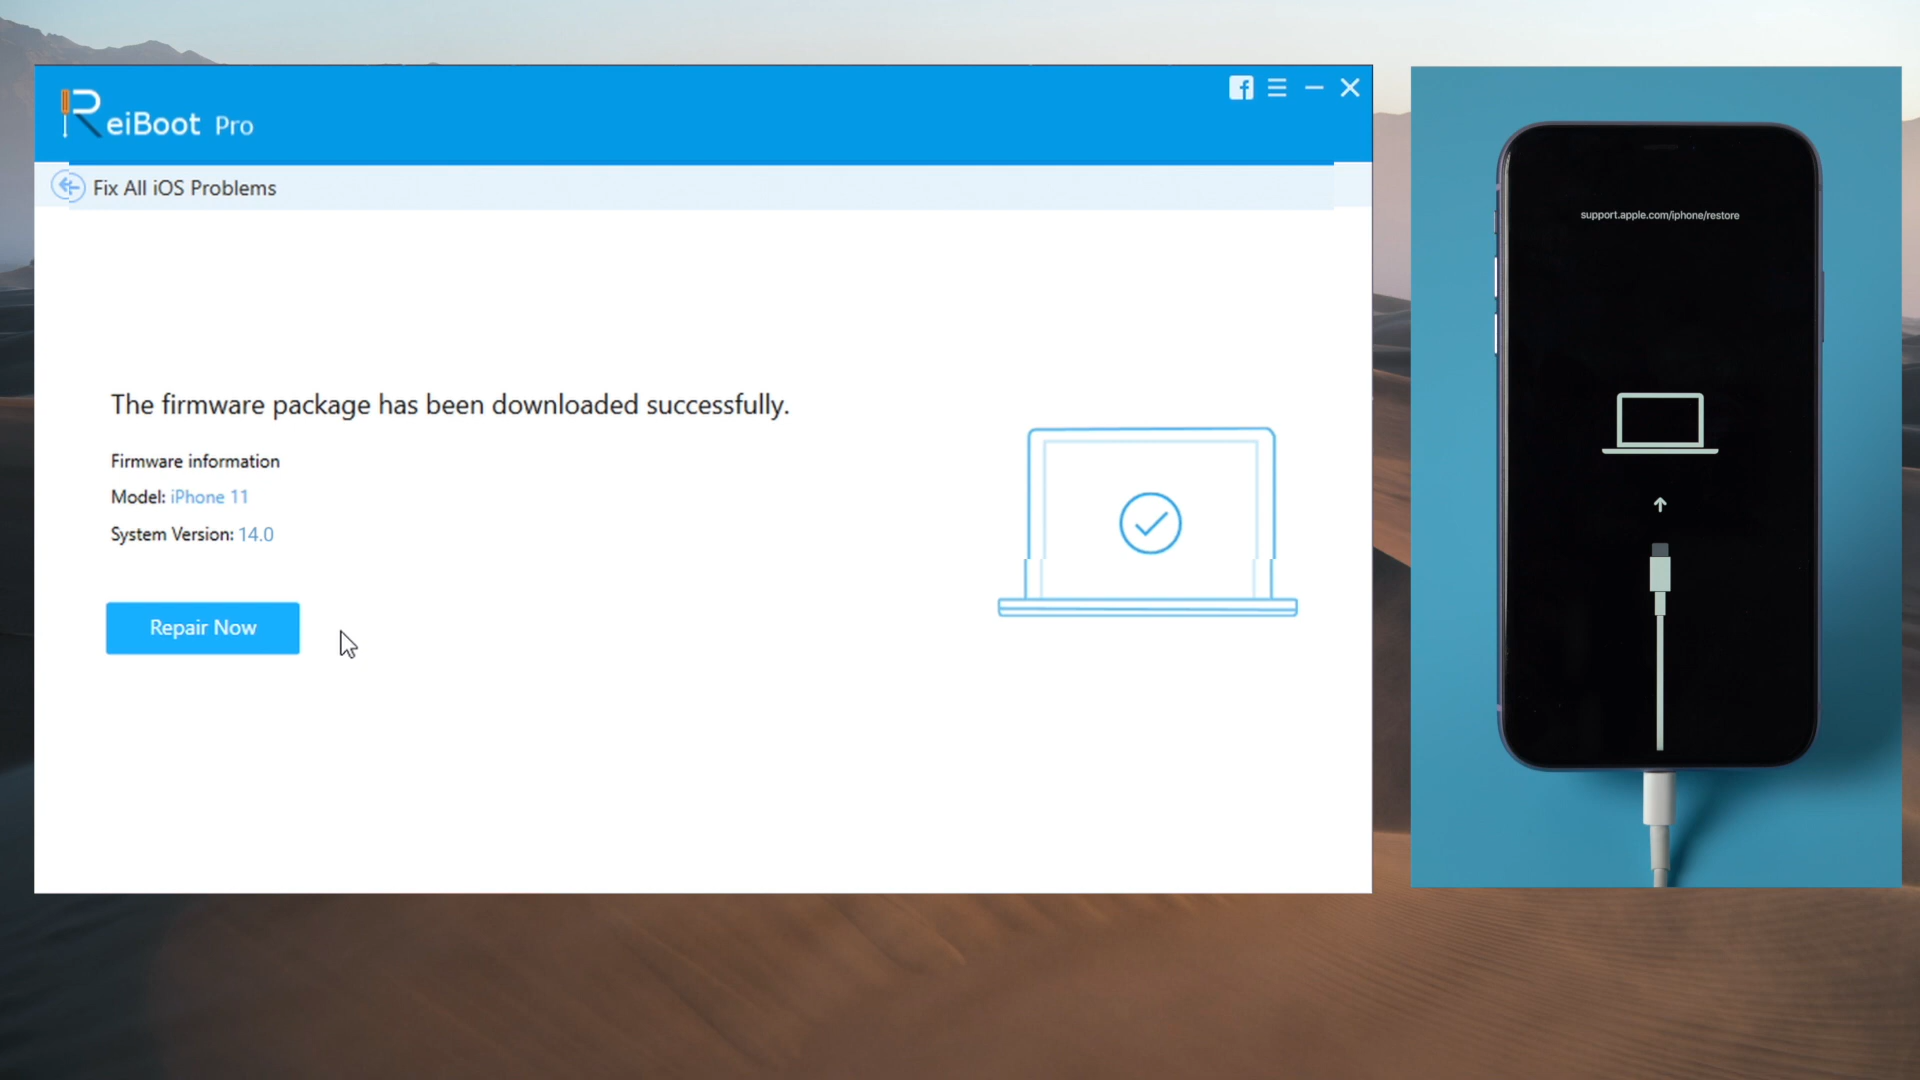 ReiBoot Pro
Fix All iOS Problems
The firmware package has been downloaded successfully.
Firmware information
Model: iPhone 11
System Version: 14.0
Repair Now
support.apple.com/iphone/restore